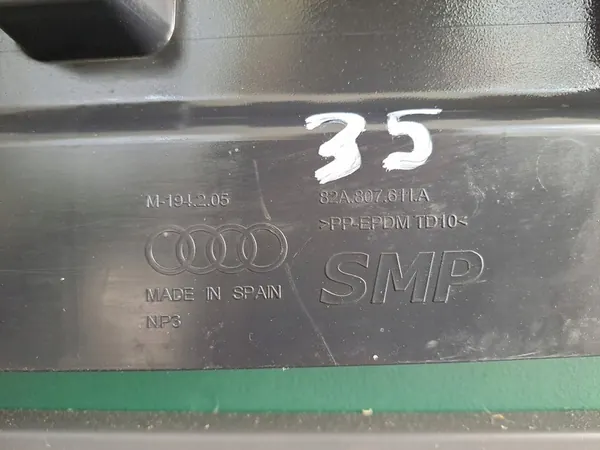 35
M-194.2.05
82A.807.611.A
>PP-EPDM TD10<
SMP
MADE IN SPAIN
NP3